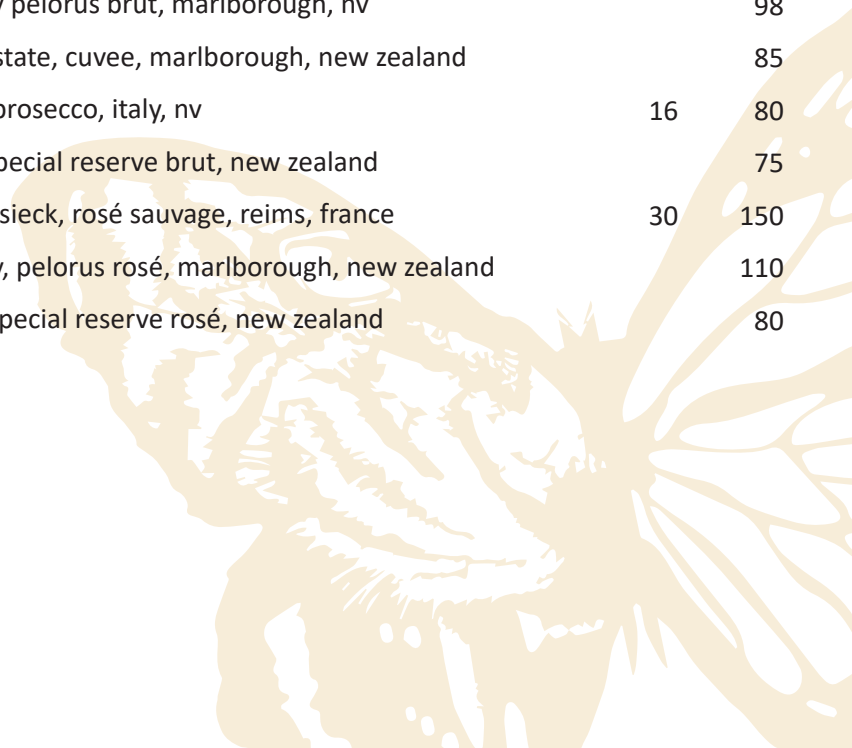 pelorus brut, marlborough, nv 98
state, cuvee, marlborough, new zealand 85
prosecco, italy, nv 16 80
pecial reserve brut, new zealand 75
sieck, rosé sauvage, reims, france 30 150
, pelorus rosé, marlborough, new zealand 110
pecial reserve rosé, new zealand 80